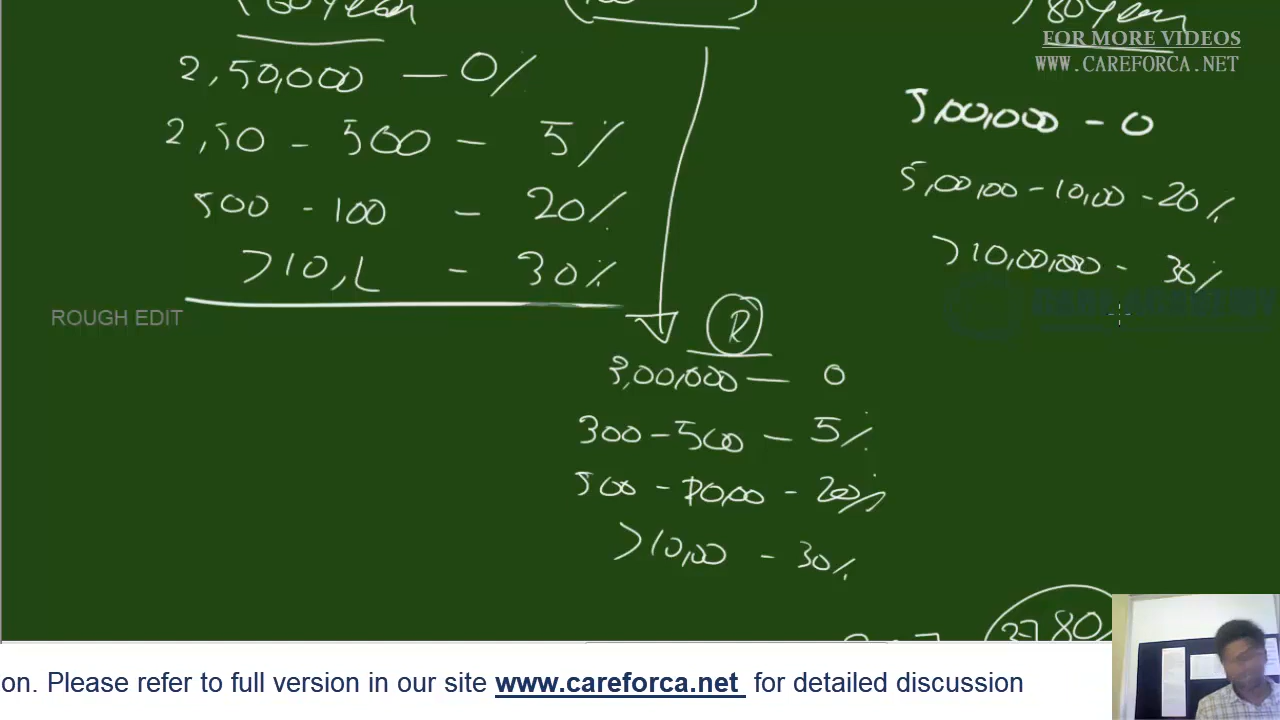 FOR MORE VIDEOS
WWW.CAREFORCA.NET
2,50,000 — 0%
2,50 - 500 - 5%
500 - 100 - 20%
>10,L - 30%
5,00,000 - 0
5,00,00 - 10,00 - 20%
>10,00,000 - 30%
ROUGH EDIT
R
3,00,000 — 0
300 - 500 - 5%
500 - 10,00 - 20%
>10,00 - 30%
on. Please refer to full version in our site www.careforca.net for detailed discussion